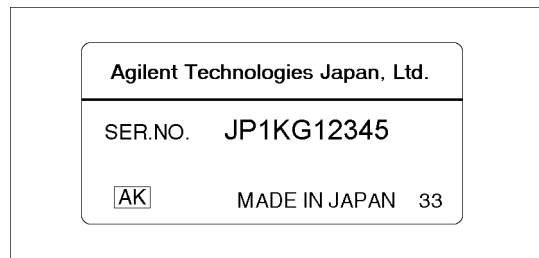 Agilent Technologies Japan, Ltd.
SER.NO. JP1KG12345
AK MADE IN JAPAN 33